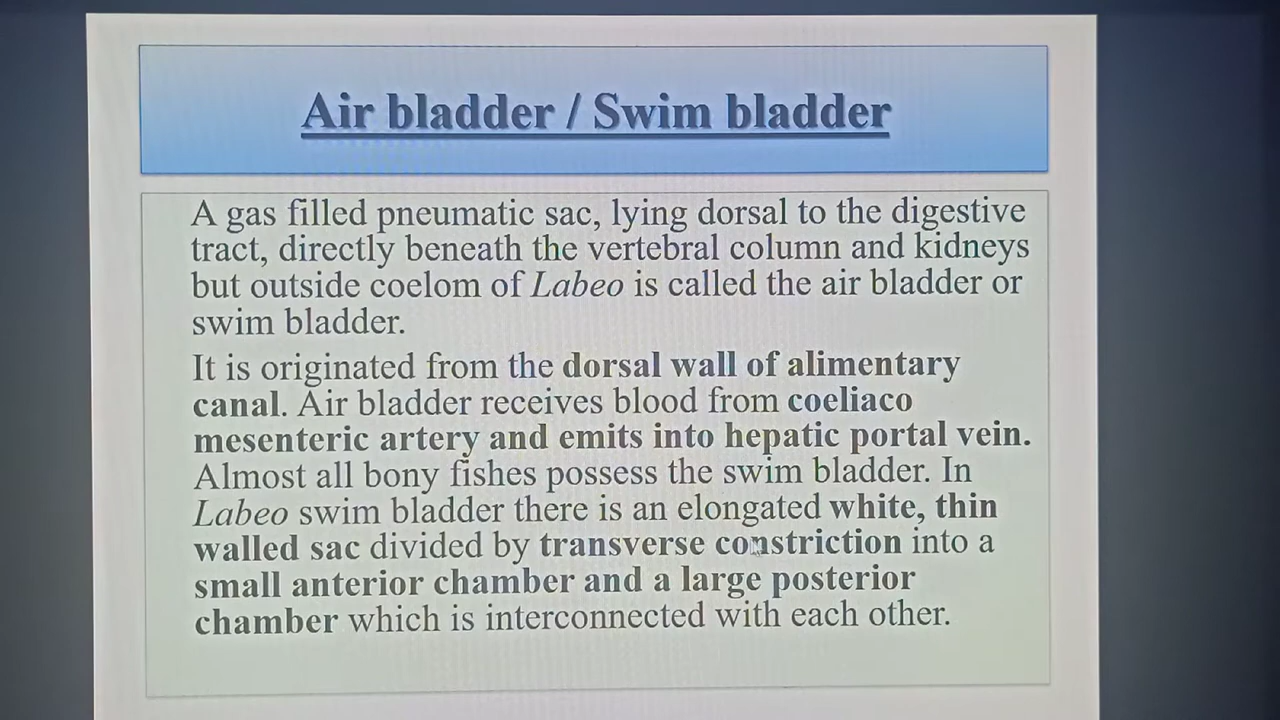 Air bladder / Swim bladder
A gas filled pneumatic sac, lying dorsal to the digestive
tract, directly beneath the vertebral column and kidneys
but outside coelom of Labeo is called the air bladder or
swim bladder.
It is originated from the dorsal wall of alimentary
canal. Air bladder receives blood from coeliaco
mesenteric artery and emits into hepatic portal vein.
Almost all bony fishes possess the swim bladder. In
Labeo swim bladder there is an elongated white, thin
walled sac divided by transverse constriction into a
small anterior chamber and a large posterior
chamber which is interconnected with each other.